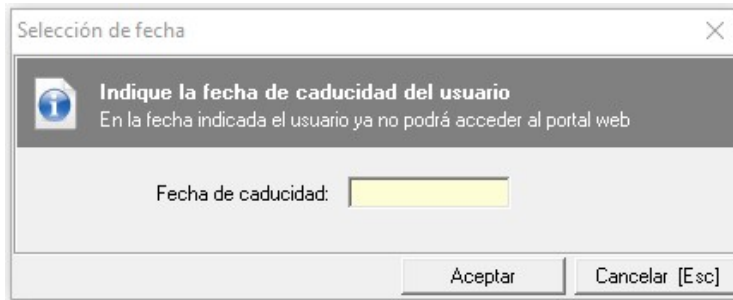 Selección de fecha
Indique la fecha de caducidad del usuario
En la fecha indicada el usuario ya no podrá acceder al portal web
Fecha de caducidad:
Aceptar
Cancelar [Esc]